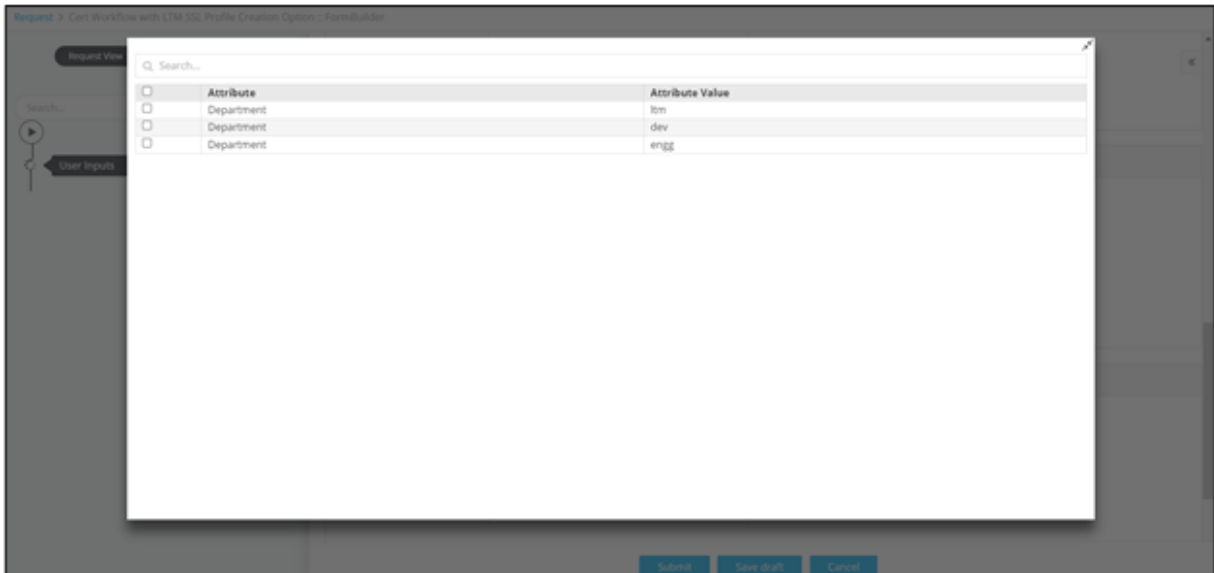 Request > Cert Workflow with LTM SSL Profile Creation Option :: FormBuilder
Request View
Search...
Attribute Attribute Value
Department ltm
Department dev
Department engg
Search...
User Inputs
Submit Save draft Cancel